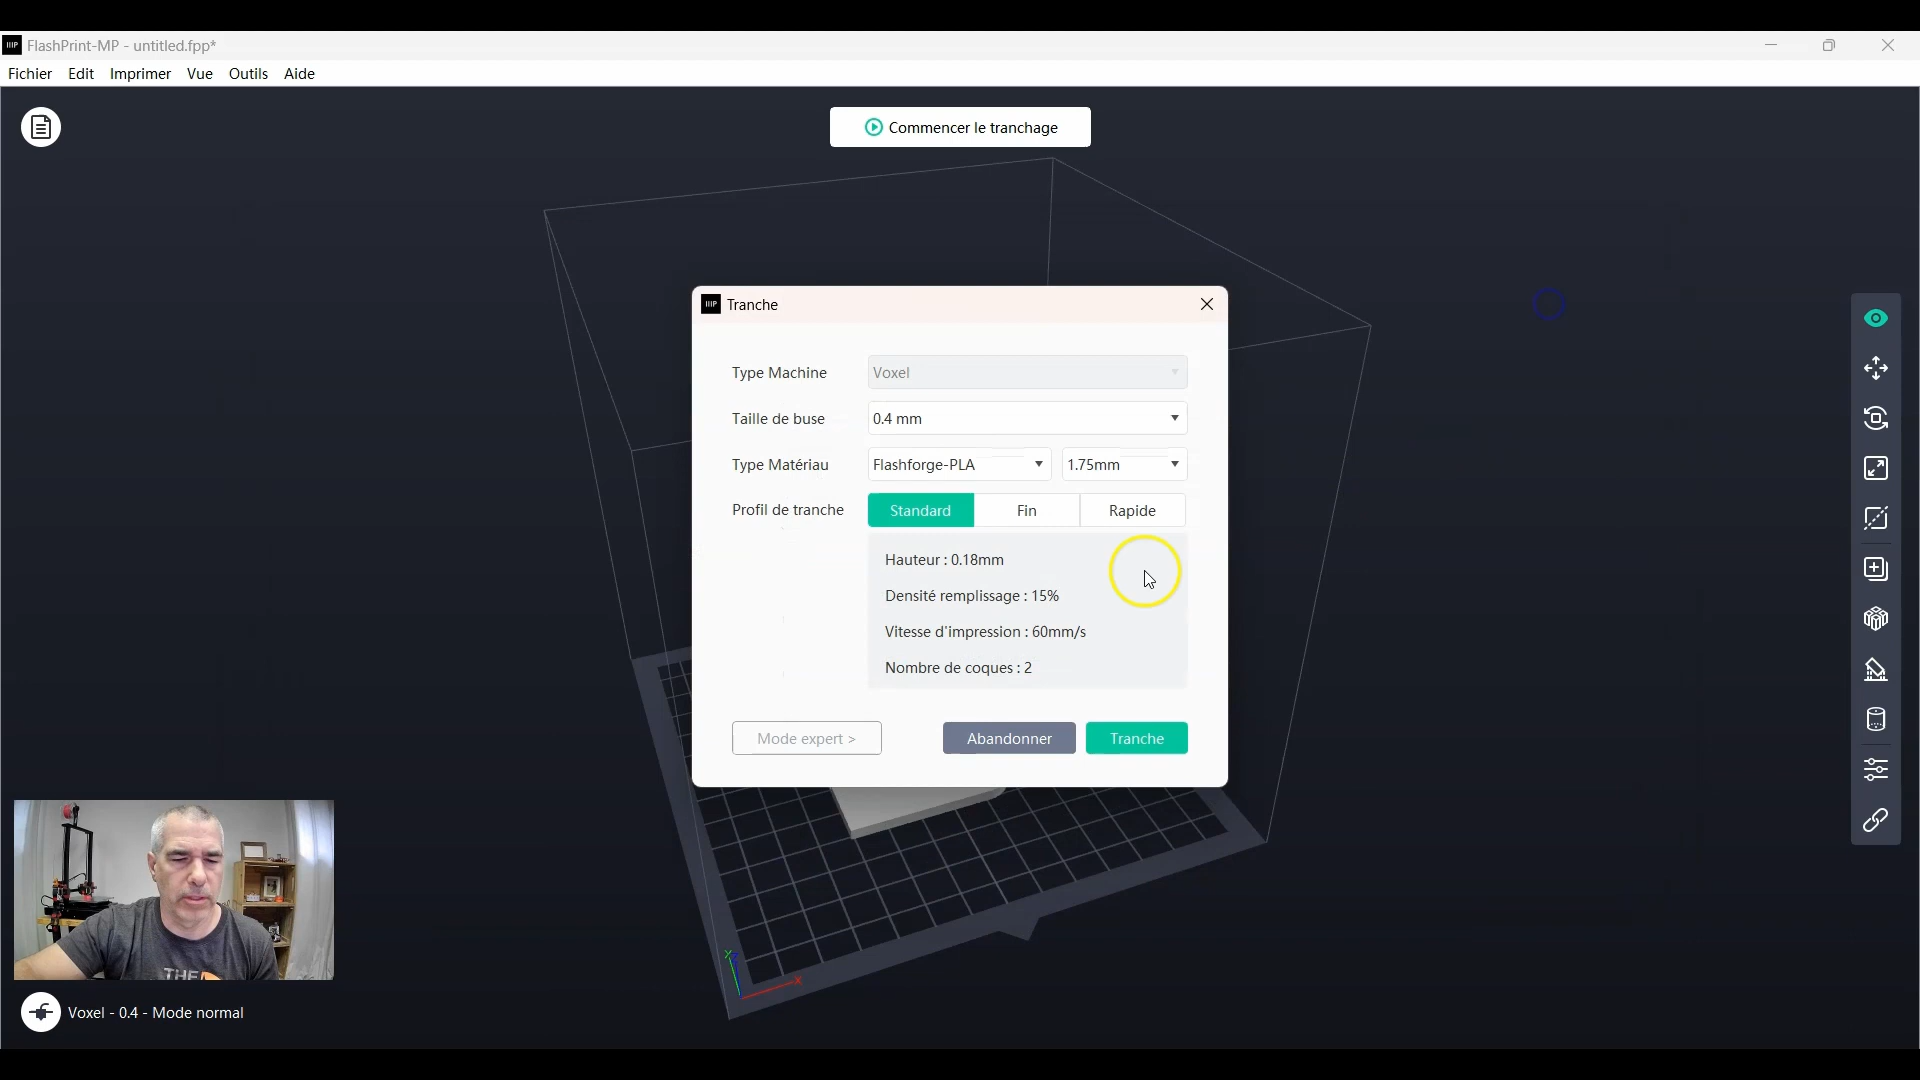 FlashPrint-MP - untitled.fpp*
Fichier Edit Imprimer Vue Outils Aide
Commencer le tranchage
Tranche
Type Machine Voxel
Taille de buse 0.4 mm
Type Matériau Flashforge-PLA 1.75mm
Profil de tranche Standard Fin Rapide
Hauteur : 0.18mm
Densité remplissage : 15%
Vitesse d'impression : 60mm/s
Nombre de coques : 2
Mode expert > Abandonner Tranche
THE
X
Voxel - 0.4 - Mode normal